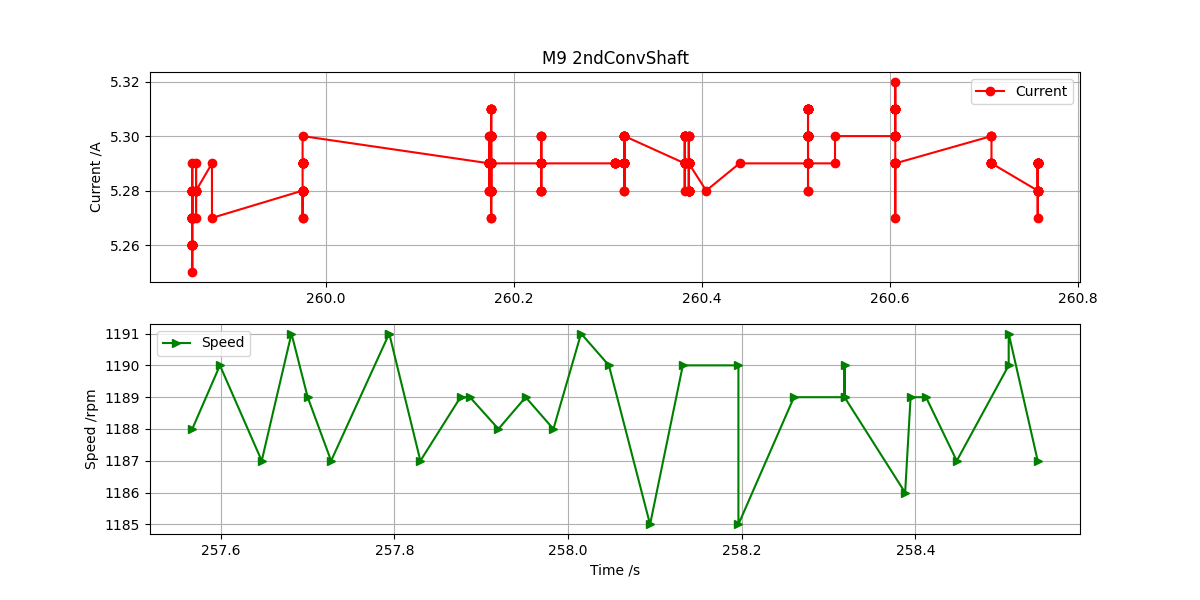 M9 2ndConvShaft
Current /A
5.32
5.30
5.28
5.26
Current
260.0 260.2 260.4 260.6 260.8
Speed /rpm
1191
1190
1189
1188
1187
1186
1185
Speed
257.6 257.8 258.0 258.2 258.4
Time /s